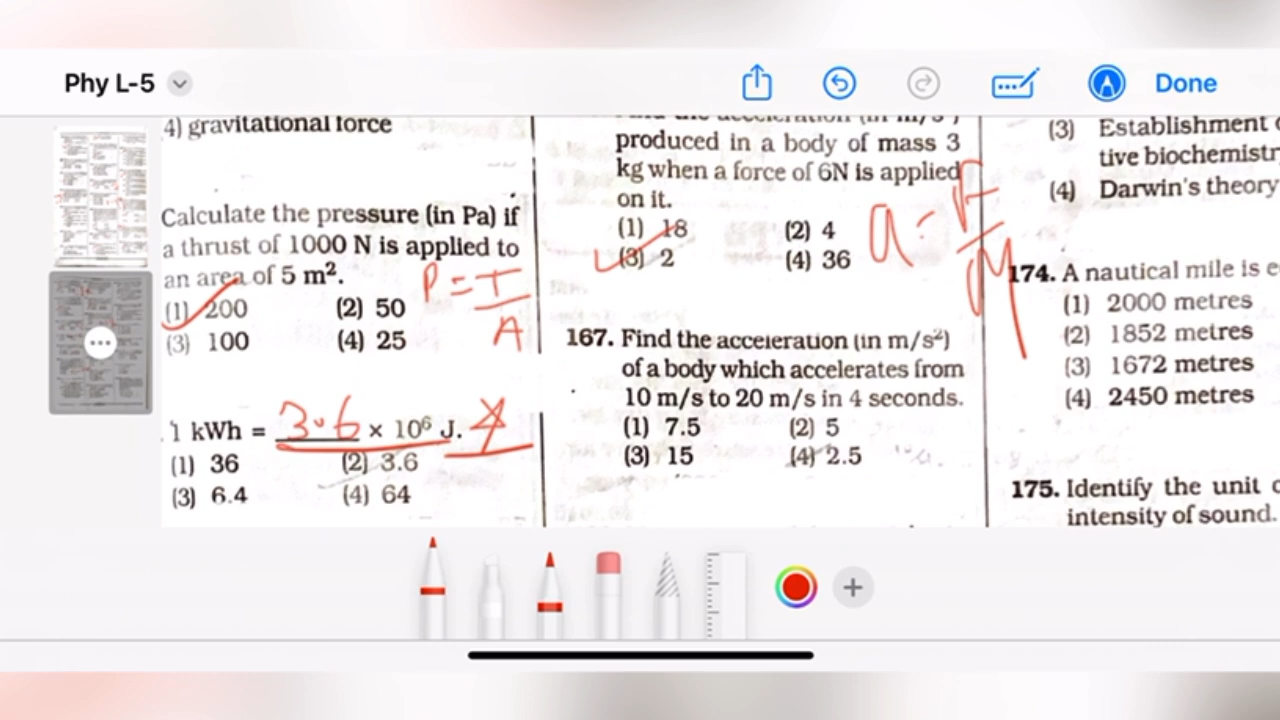 Phy L-5
Done
4) gravitational force
Calculate the pressure (in Pa) if
a thrust of 1000 N is applied to
an area of 5 m².
(1) 200 (2) 50
(3) 100 (4) 25
P = T/A
1 kWh = 3.6 × 10⁶ J.
(1) 36 (2) 3.6
(3) 6.4 (4) 64
produced in a body of mass 3
kg when a force of 6N is applied
on it.
(1) 18 (2) 4
(3) 2 (4) 36
a = F/M
167. Find the acceleration (in m/s²)
of a body which accelerates from
10 m/s to 20 m/s in 4 seconds.
(1) 7.5 (2) 5
(3) 15 (4) 2.5
(3) Establishment
tive biochemistr
(4) Darwin's theory
174. A nautical mile is e
(1) 2000 metres
(2) 1852 metres
(3) 1672 metres
(4) 2450 metres
175. Identify the unit
intensity of sound.